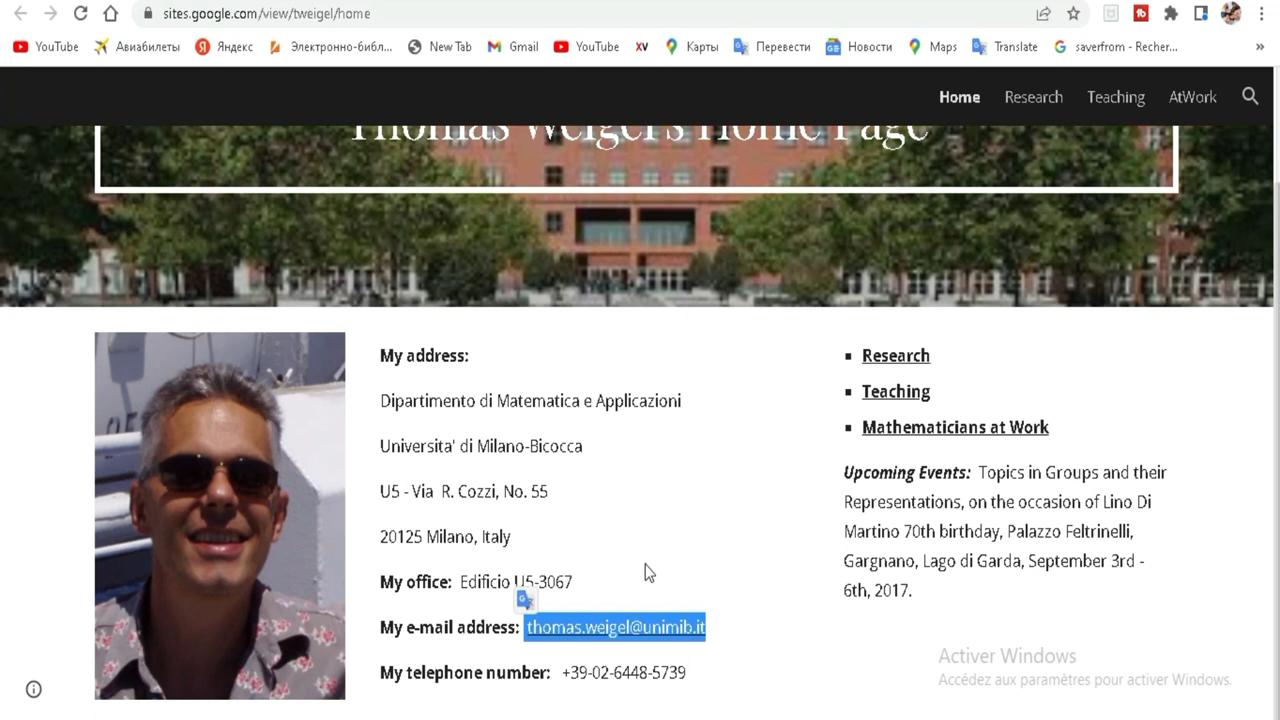 sites.google.com/view/tweigel/home
YouTube Авиабилеты Яндекс Электронно-библ... New Tab Gmail YouTube XV Карты Перевести Новости Maps Translate saverfrom - Recher... »
Home Research Teaching AtWork
Thomas Weigel's Home Page
My address:
Dipartimento di Matematica e Applicazioni
Universita' di Milano-Bicocca
U5 - Via R. Cozzi, No. 55
20125 Milano, Italy
My office: Edificio U5-3067
My e-mail address: thomas.weigel@unimib.it
My telephone number: +39-02-6448-5739
Research
Teaching
Mathematicians at Work
Upcoming Events: Topics in Groups and their
Representations, on the occasion of Lino Di
Martino 70th birthday, Palazzo Feltrinelli,
Gargnano, Lago di Garda, September 3rd -
6th, 2017.
Activer Windows
Accédez aux paramètres pour activer Windows.